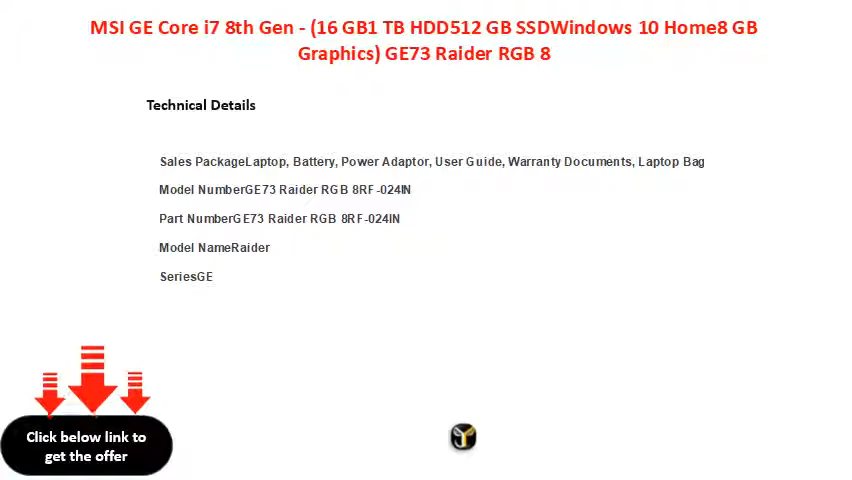 MSI GE Core i7 8th Gen - (16 GB1 TB HDD512 GB SSDWindows 10 Home8 GB
Graphics) GE73 Raider RGB 8
Technical Details
Sales PackageLaptop, Battery, Power Adaptor, User Guide, Warranty Documents, Laptop Bag
Model NumberGE73 Raider RGB 8RF-024IN
Part NumberGE73 Raider RGB 8RF-024IN
Model NameRaider
SeriesGE
Click below link to
get the offer